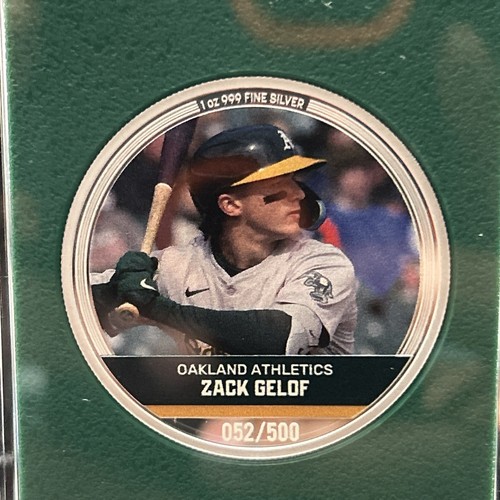 1 oz 999 FINE SILVER
A's
OAKLAND ATHLETICS
ZACK GELOF
052/500